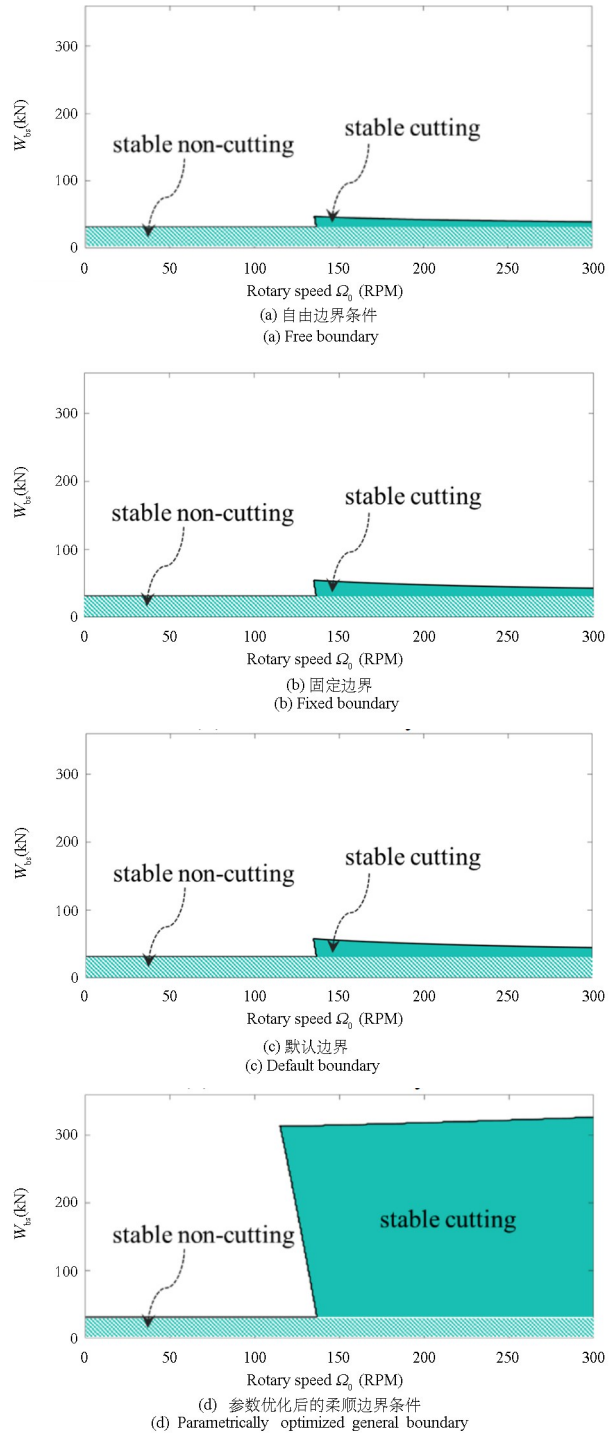 300
200
100
0
W_bs(kN)
stable non-cutting
stable cutting
0 50 100 150 200 250 300
Rotary speed Ω₀ (RPM)
(a) 自由边界条件
(a) Free boundary
300
200
100
0
W_bs(kN)
stable non-cutting
stable cutting
0 50 100 150 200 250 300
Rotary speed Ω₀ (RPM)
(b) 固定边界
(b) Fixed boundary
300
200
100
0
W_bs(kN)
stable non-cutting
stable cutting
0 50 100 150 200 250 300
Rotary speed Ω₀ (RPM)
(c) 默认边界
(c) Default boundary
300
200
100
0
W_bs(kN)
stable non-cutting
stable cutting
0 50 100 150 200 250 300
Rotary speed Ω₀ (RPM)
(d) 参数优化后的柔顺边界条件
(d) Parametrically optimized general boundary